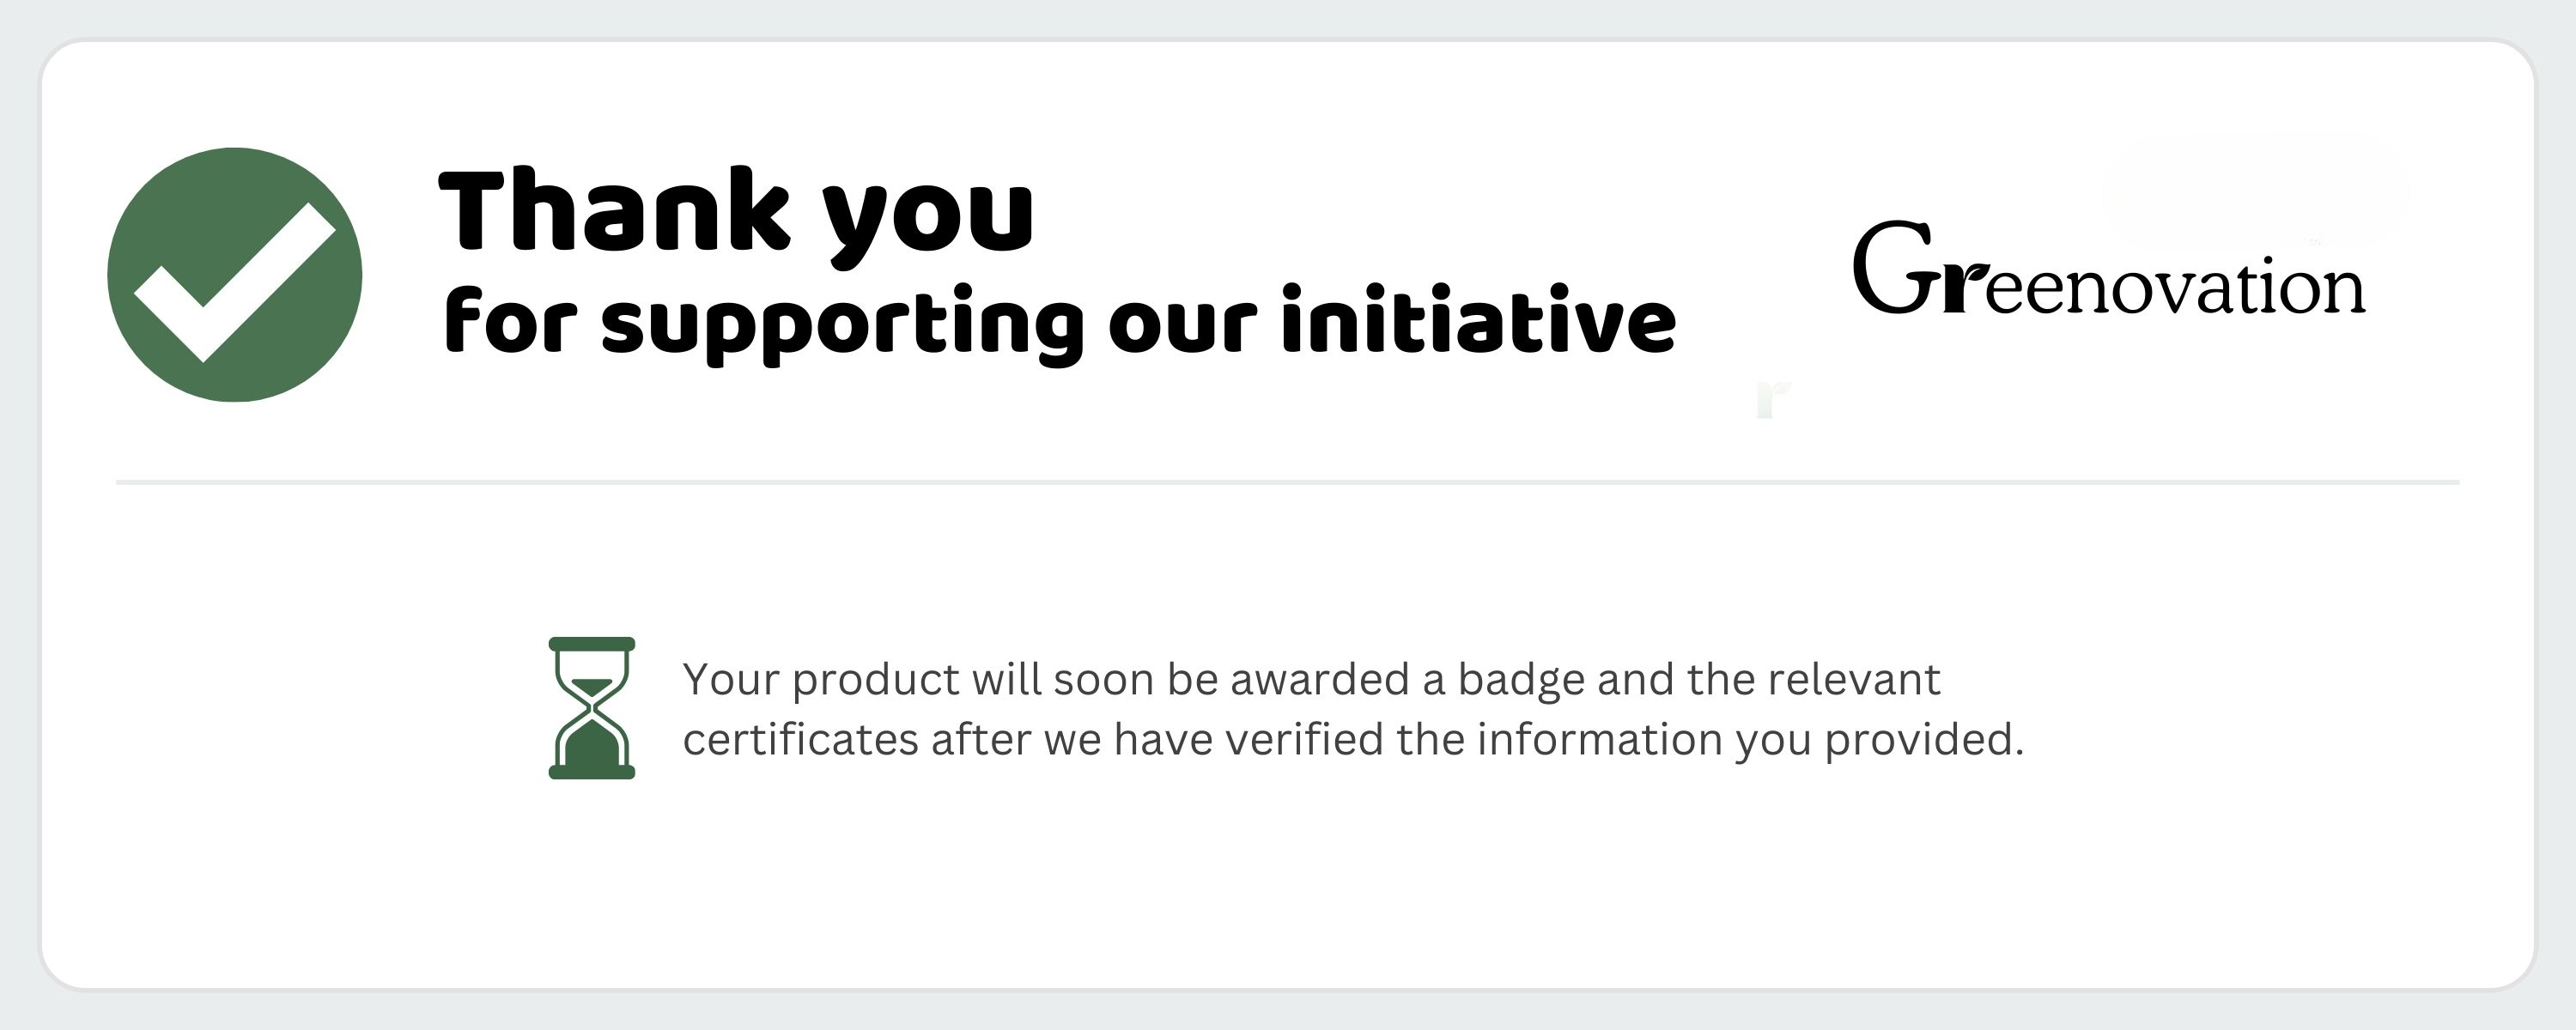 Thank you
for supporting our initiative
Greenovation
r
Your product will soon be awarded a badge and the relevant
certificates after we have verified the information you provided.